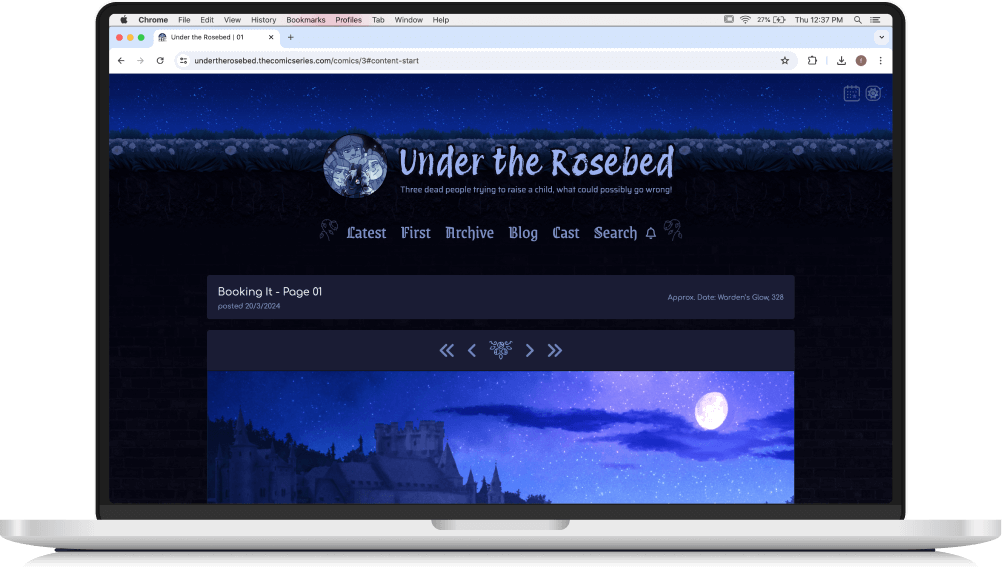 Chrome File Edit View History Bookmarks Profiles Tab Window Help 27% Thu 12:37 PM
Under the Rosebed | 01
undertherosebed.thecomicseries.com/comics/3#content-start
Under the Rosebed
Three dead people trying to raise a child, what could possibly go wrong!
Latest First Archive Blog Cast Search
Booking It - Page 01
posted 20/3/2024
Approx. Date: Warden's Glow, 328